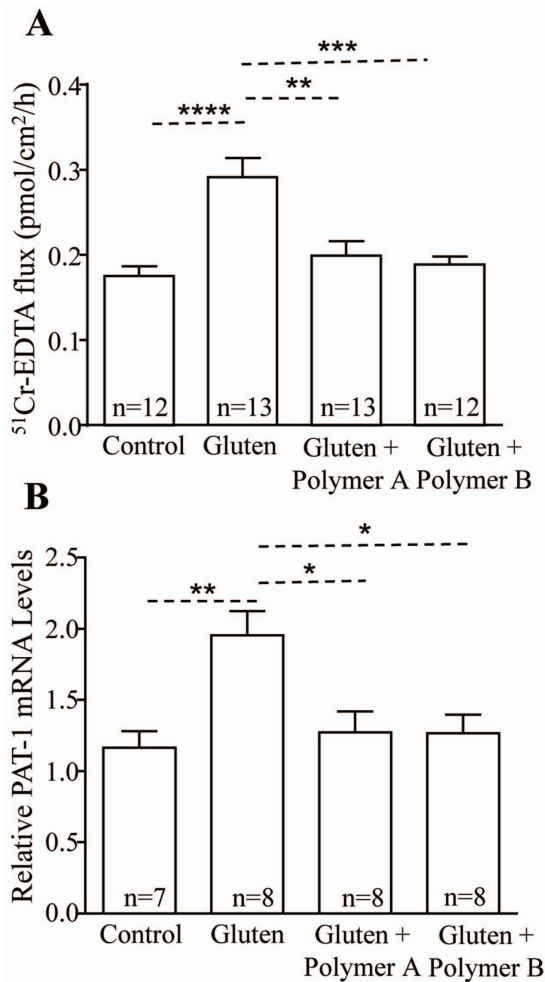 A
***
**
****
⁵¹Cr-EDTA flux (pmol/cm²/h)
0.4
0.3
0.2
0.1
0.0
n=12
n=13
n=13
n=12
Control
Gluten
Gluten +
Polymer A
Gluten +
Polymer B
B
*
*
**
Relative PAT-1 mRNA Levels
2.5
2.0
1.5
1.0
0.5
0.0
n=7
n=8
n=8
n=8
Control
Gluten
Gluten +
Polymer A
Gluten +
Polymer B